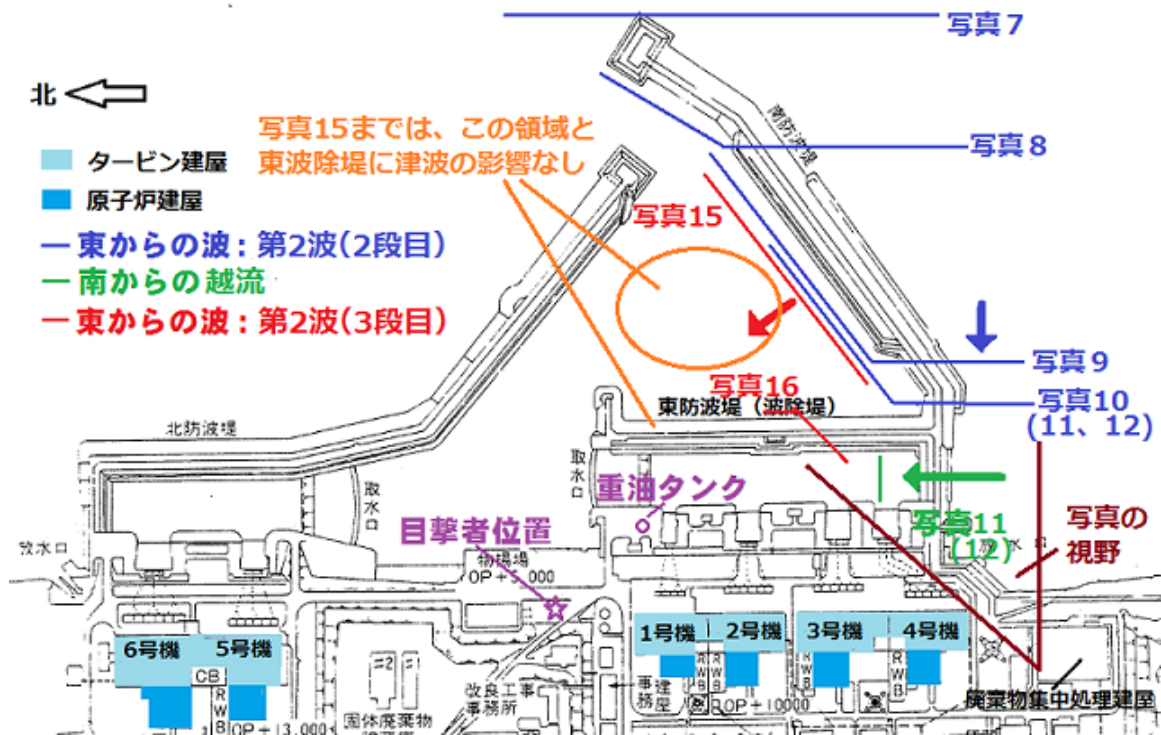 写真7
北
南防波堤
写真15までは、この領域と
東波除堤に津波の影響なし
写真8
タービン建屋
原子炉建屋
写真15
東からの波:第2波(2段目)
南からの越流
東からの波:第2波(3段目)
写真9
写真16
写真10
(11、12)
東防波堤(波除堤)
北防波堤
取水口
取水口
重油タンク
目撃者位置
写真11
(12)
写真の
視野
放水口
物揚場
OP+4,000
6号機
5号機
1号機
2号機
3号機
4号機
CB
RWB
RWB
RWB
RWB
改良工事
事務所
固体廃棄物
廃棄物集中処理建屋
OP+13,000
OP+10000